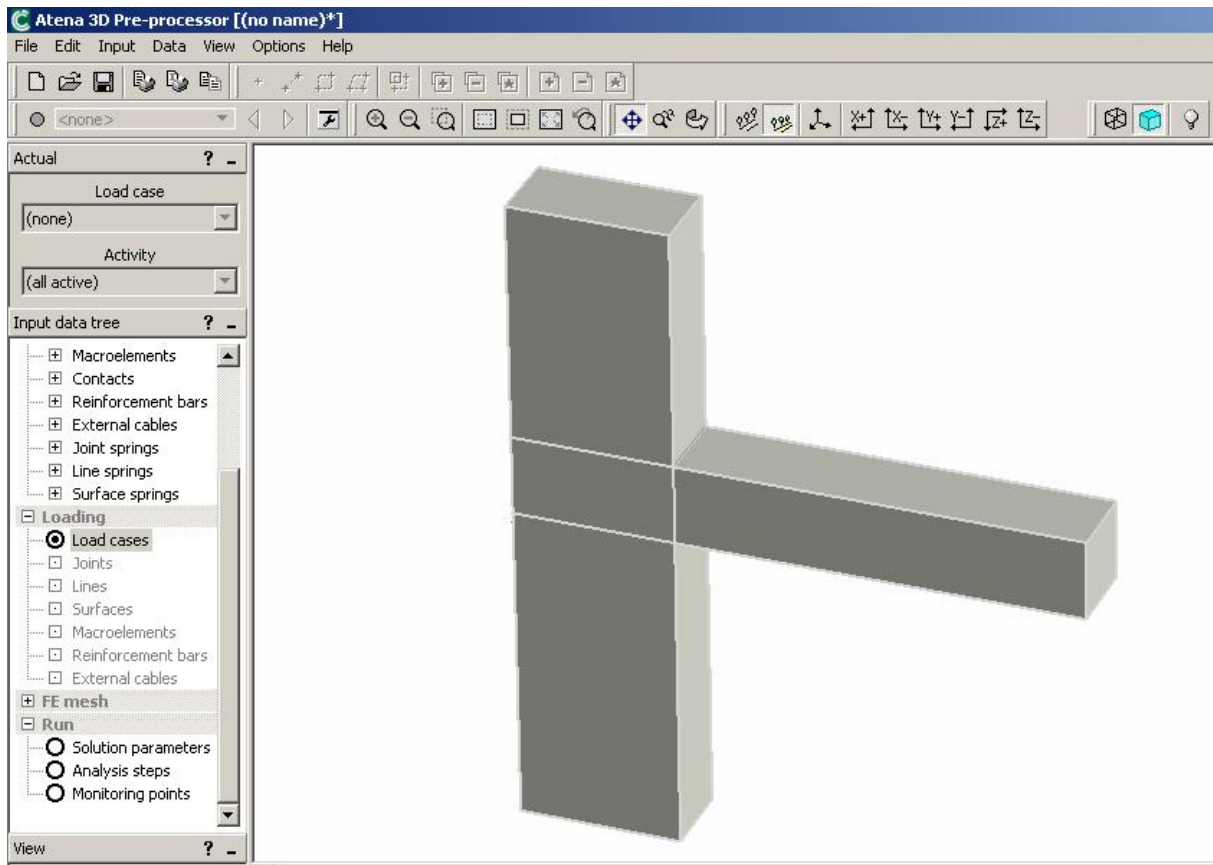 Atena 3D Pre-processor [(no name)*]
File Edit Input Data View Options Help
<none>
X+ X- Y+ Y- Z+ Z-
Actual ? _
Load case
(none)
Activity
(all active)
Input data tree ? _
Macroelements
Contacts
Reinforcement bars
External cables
Joint springs
Line springs
Surface springs
Loading
Load cases
Joints
Lines
Surfaces
Macroelements
Reinforcement bars
External cables
FE mesh
Run
Solution parameters
Analysis steps
Monitoring points
View ? _